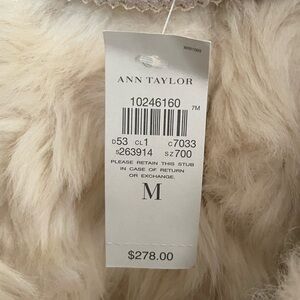 ANN TAYLOR
10246160 7M
D53 CL1 C7033
S263914 SZ700
PLEASE RETAIN THIS STUB
IN CASE OF RETURN
OR EXCHANGE.
M
$278.00